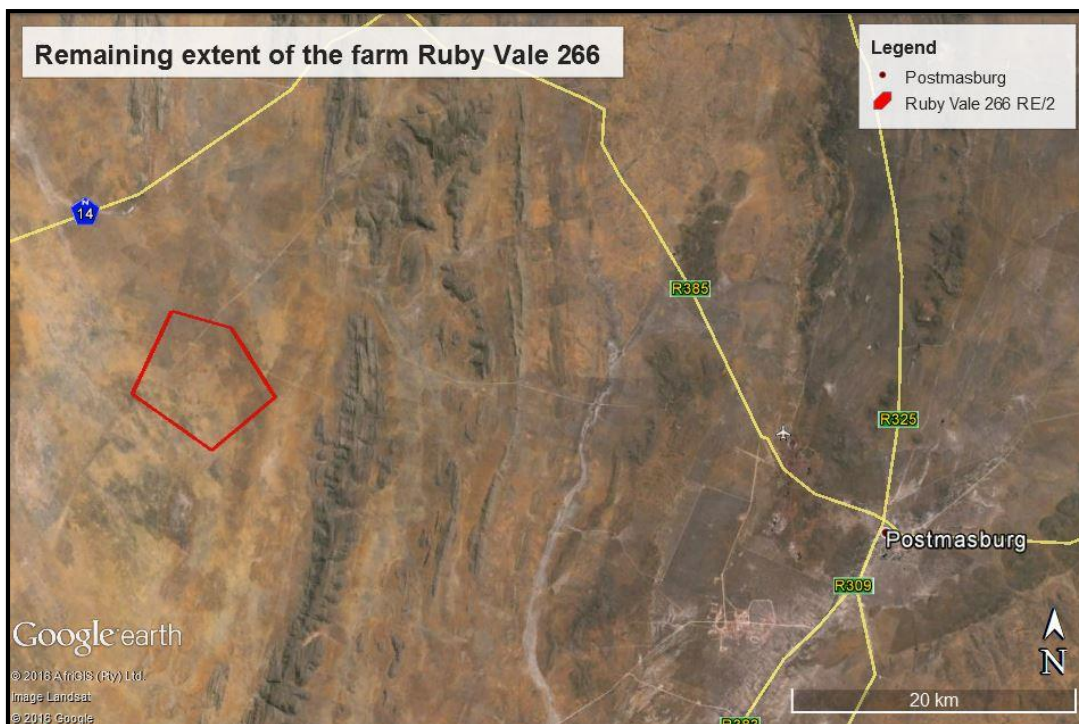 Remaining extent of the farm Ruby Vale 266
Legend
Postmasburg
Ruby Vale 266 RE/2
N
14
R385
R325
Postmasburg
R309
Google earth
© 2016 AfriGIS (Pty) Ltd.
Image Landsat
© 2016 Google
N
20 km
R383